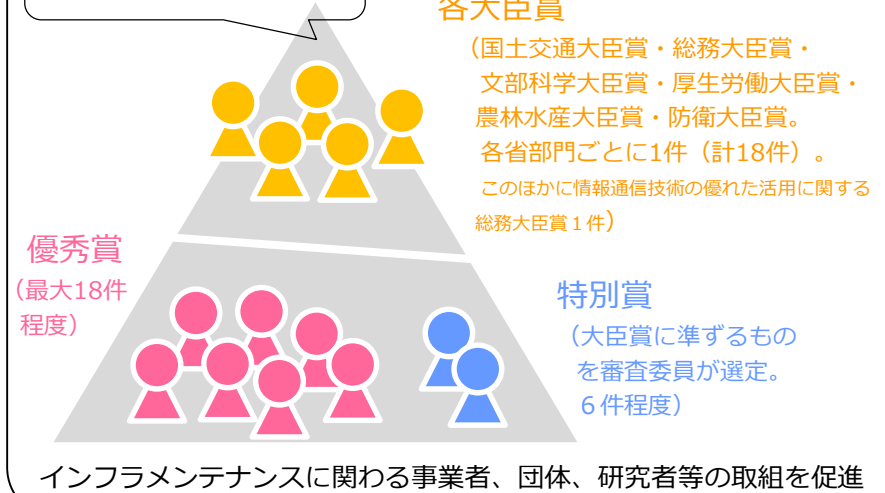 各大臣賞
（国土交通大臣賞・総務大臣賞・
文部科学大臣賞・厚生労働大臣賞・
農林水産大臣賞・防衛大臣賞。
各省部門ごとに1件（計18件）。
このほかに情報通信技術の優れた活用に関する
総務大臣賞１件）
優秀賞
（最大18件
程度）
特別賞
（大臣賞に準ずるもの
を審査委員が選定。
６件程度）
インフラメンテナンスに関わる事業者、団体、研究者等の取組を促進